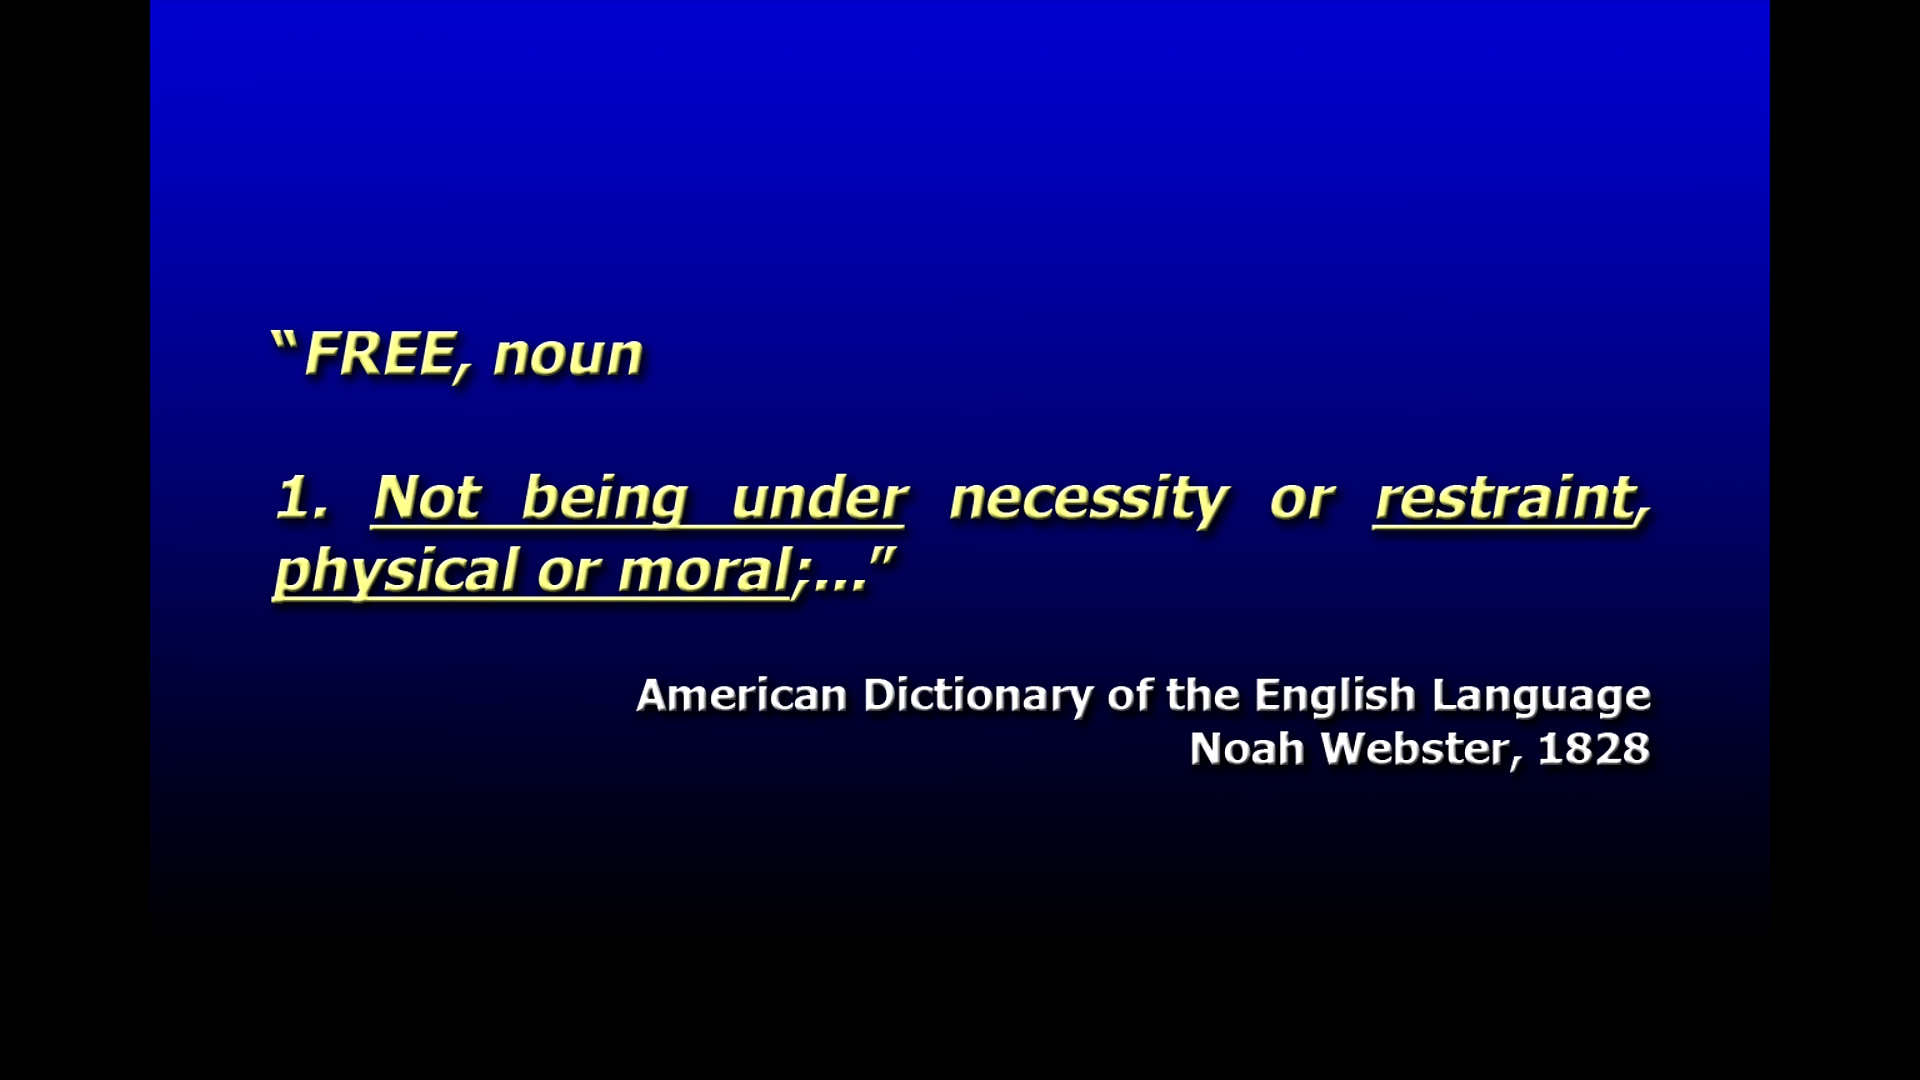 “FREE, noun
1. Not being under necessity or restraint,
physical or moral;...”
American Dictionary of the English Language
Noah Webster, 1828